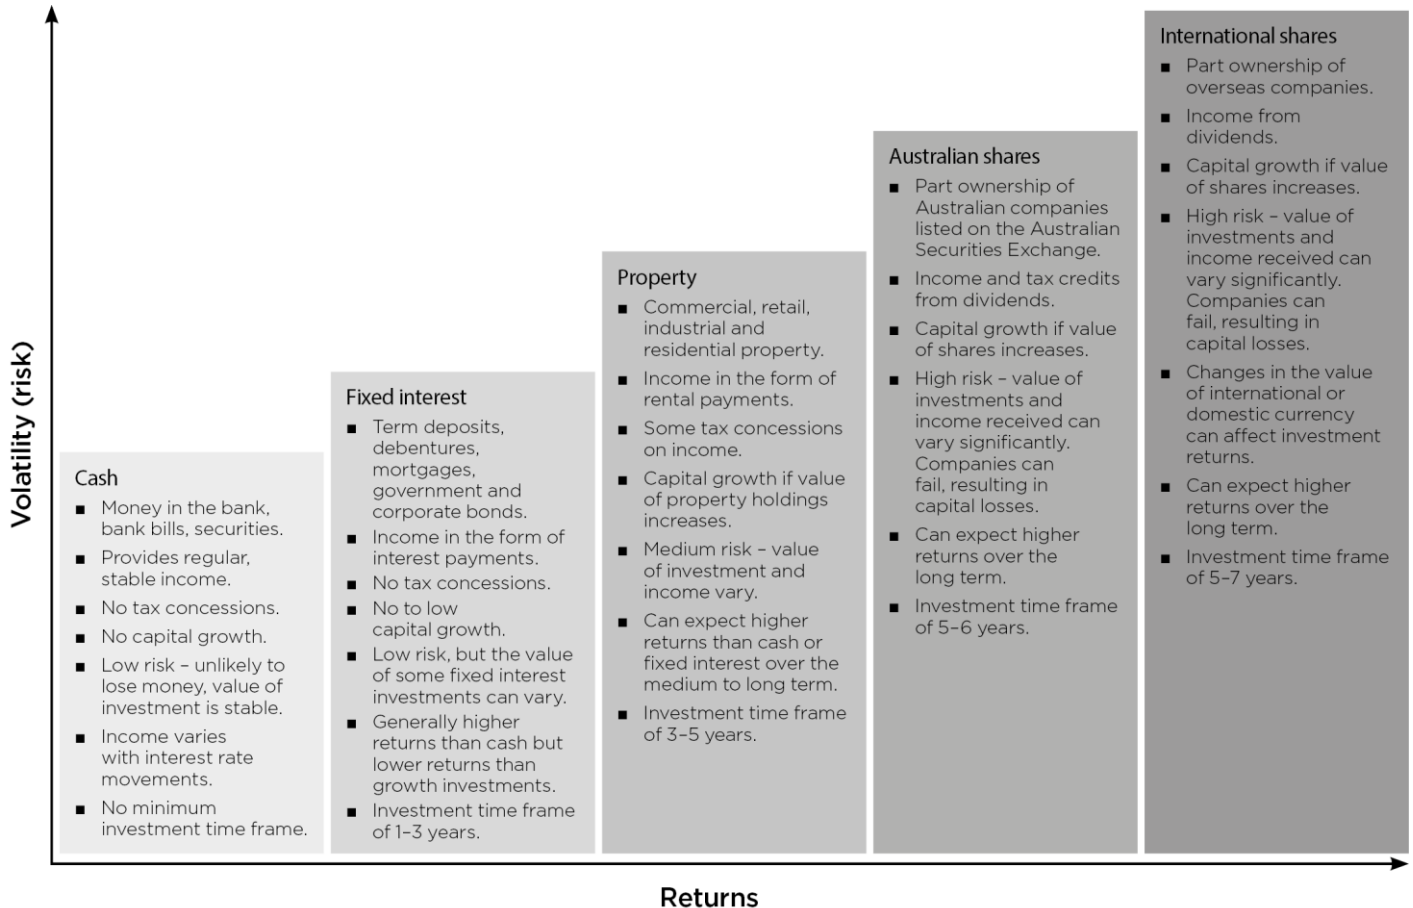 Volatility (risk)
Cash
■ Money in the bank,
bank bills, securities.
■ Provides regular,
stable income.
■ No tax concessions.
■ No capital growth.
■ Low risk – unlikely to
lose money, value of
investment is stable.
■ Income varies
with interest rate
movements.
■ No minimum
investment time frame.
Fixed interest
■ Term deposits,
debentures,
mortgages,
government and
corporate bonds.
■ Income in the form of
interest payments.
■ No tax concessions.
■ No to low
capital growth.
■ Low risk, but the value
of some fixed interest
investments can vary.
■ Generally higher
returns than cash but
lower returns than
growth investments.
■ Investment time frame
of 1–3 years.
Property
■ Commercial, retail,
industrial and
residential property.
■ Income in the form of
rental payments.
■ Some tax concessions
on income.
■ Capital growth if value
of property holdings
increases.
■ Medium risk – value
of investment and
income vary.
■ Can expect higher
returns than cash or
fixed interest over the
medium to long term.
■ Investment time frame
of 3–5 years.
Australian shares
■ Part ownership of
Australian companies
listed on the Australian
Securities Exchange.
■ Income and tax credits
from dividends.
■ Capital growth if value
of shares increases.
■ High risk – value of
investments and
income received can
vary significantly.
Companies can
fail, resulting in
capital losses.
■ Can expect higher
returns over the
long term.
■ Investment time frame
of 5–6 years.
International shares
■ Part ownership of
overseas companies.
■ Income from
dividends.
■ Capital growth if value
of shares increases.
■ High risk – value of
investments and
income received can
vary significantly.
Companies can
fail, resulting in
capital losses.
■ Changes in the value
of international or
domestic currency
can affect investment
returns.
■ Can expect higher
returns over the
long term.
■ Investment time frame
of 5–7 years.
Returns